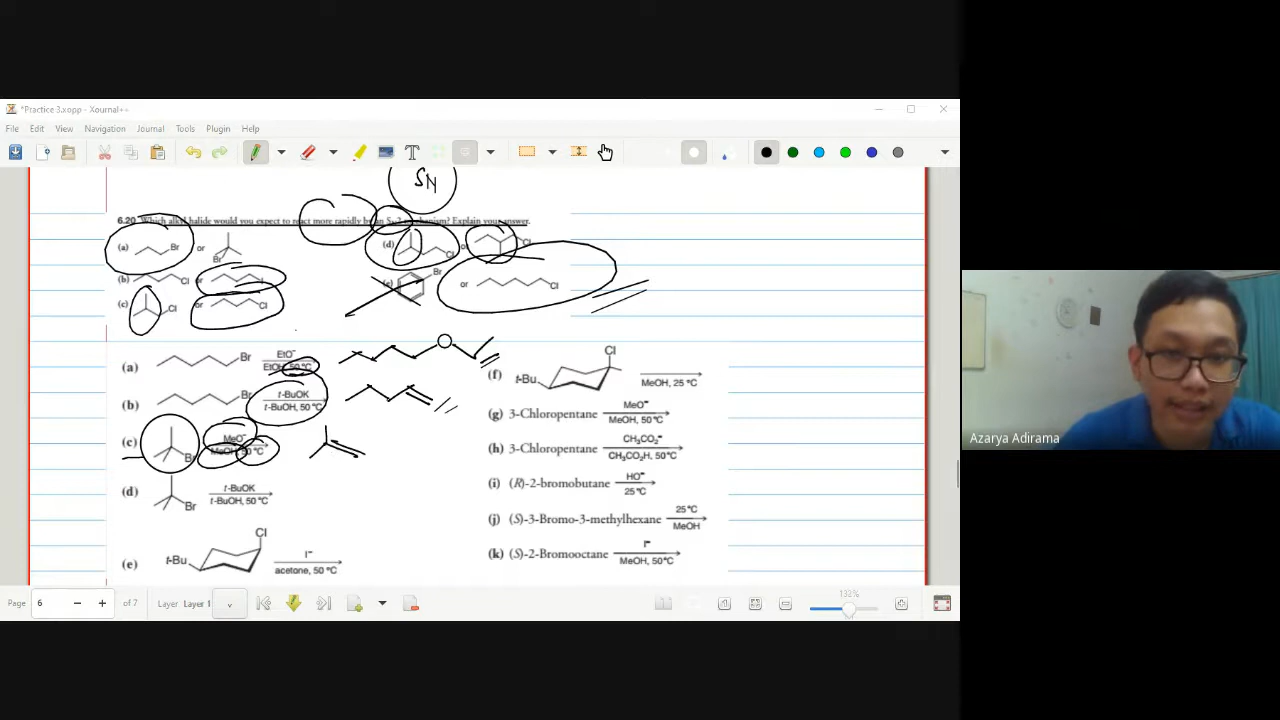 *Practice 3.xopp - Xournal++
File Edit View Navigation Journal Tools Plugin Help
SN
6.20 Which alkyl halide would you expect to react more rapidly by an SN2 mechanism? Explain your answer.
(a) Br or Br
(b) Cl or I
(c) Cl or Cl
(d) Cl or Cl
Br or Cl
(a) Br EtO⁻
EtOH, 50 °C
(b) Br t-BuOK
t-BuOH, 50 °C
(c) Br MeO⁻
MeOH, 50 °C
(d) Br t-BuOK
t-BuOH, 50 °C
(e) t-Bu Cl I⁻
acetone, 50 °C
O
(f) t-Bu Cl
MeOH, 25 °C
(g) 3-Chloropentane MeO⁻
MeOH, 50 °C
(h) 3-Chloropentane CH₃CO₂⁻
CH₃CO₂H, 50 °C
(i) (R)-2-bromobutane HO⁻
25 °C
(j) (S)-3-Bromo-3-methylhexane 25 °C
MeOH
(k) (S)-2-Bromooctane I⁻
MeOH, 50 °C
Page 6 of 7 Layer Layer 1 132%
Azarya Adirama